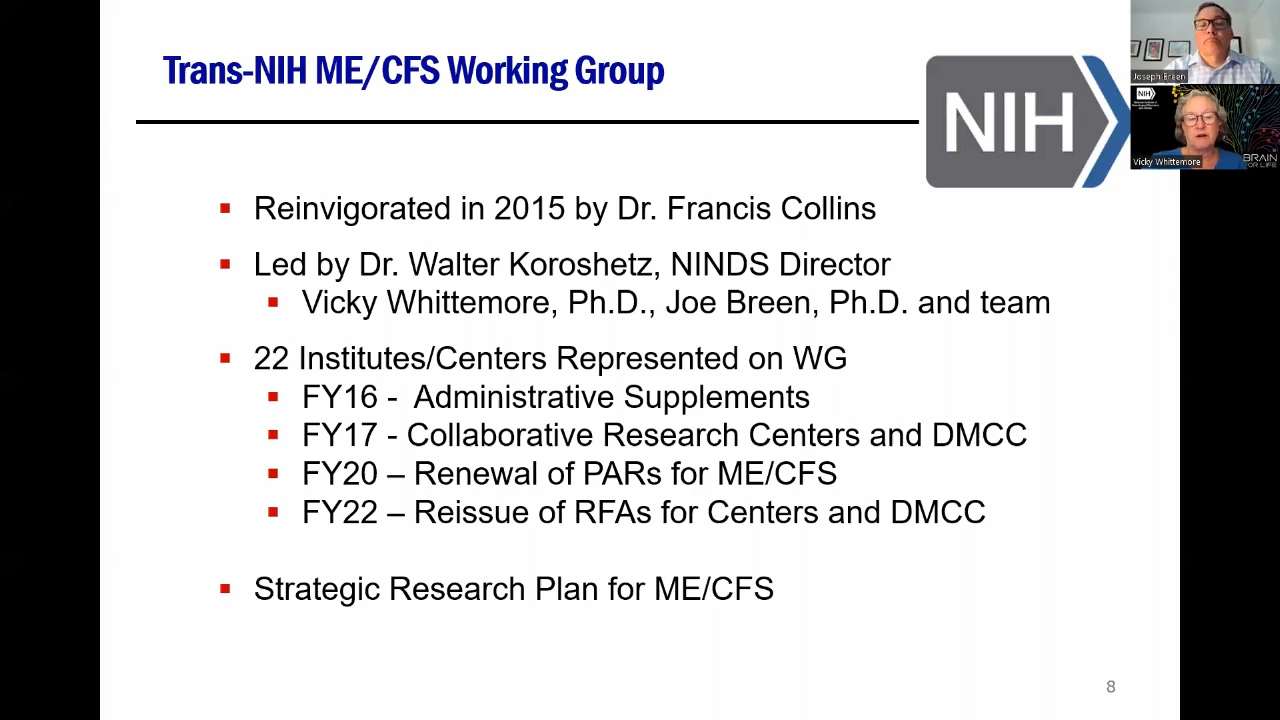 Trans-NIH ME/CFS Working Group
NIH
Joseph Breen
NIH
Vicky Whittemore
BRAIN
FOR LIFE
Reinvigorated in 2015 by Dr. Francis Collins
Led by Dr. Walter Koroshetz, NINDS Director
Vicky Whittemore, Ph.D., Joe Breen, Ph.D. and team
22 Institutes/Centers Represented on WG
FY16 - Administrative Supplements
FY17 - Collaborative Research Centers and DMCC
FY20 – Renewal of PARs for ME/CFS
FY22 – Reissue of RFAs for Centers and DMCC
Strategic Research Plan for ME/CFS
8